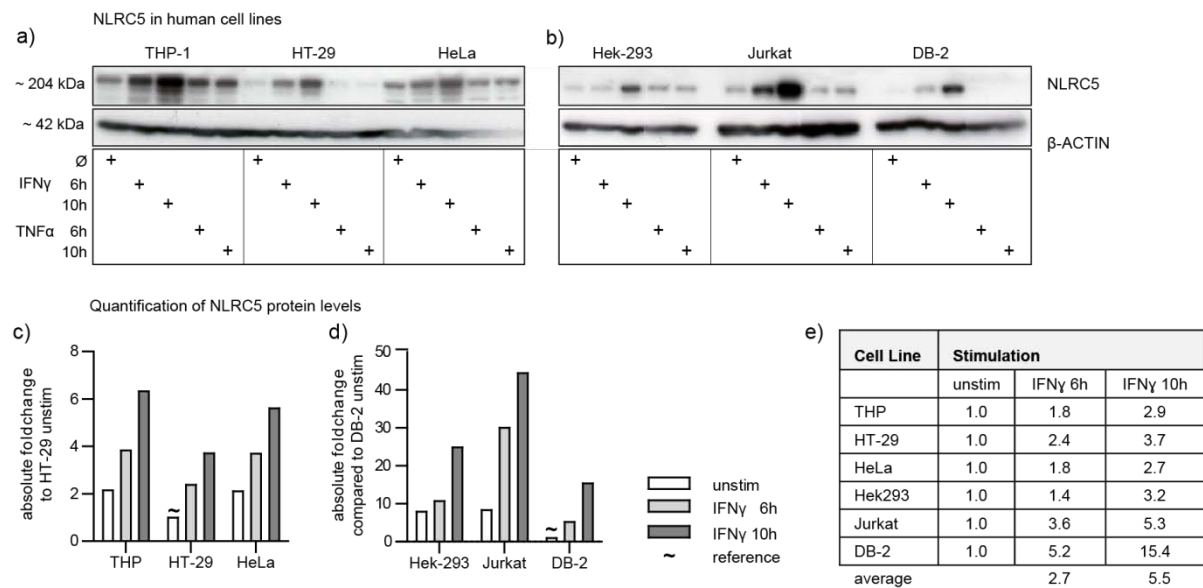 NLRC5 in human cell lines
a)
THP-1 HT-29 HeLa
~ 204 kDa
~ 42 kDa
Ø + + +
IFNɣ 6h + + +
10h + + +
TNFα 6h + + +
10h + + +
b)
Hek-293 Jurkat DB-2
NLRC5
β-ACTIN
+ + +
+ + +
+ + +
+ + +
+ + +
Quantification of NLRC5 protein levels
c)
absolute foldchange
to HT-29 unstim
8
6
4
2
0
~
THP HT-29 HeLa
d)
absolute foldchange
compared to DB-2 unstim
50
40
30
20
10
0
~
Hek-293 Jurkat DB-2
unstim
IFNɣ 6h
IFNɣ 10h
~ reference
e)
Cell Line Stimulation
unstim IFNɣ 6h IFNɣ 10h
THP 1.0 1.8 2.9
HT-29 1.0 2.4 3.7
HeLa 1.0 1.8 2.7
Hek293 1.0 1.4 3.2
Jurkat 1.0 3.6 5.3
DB-2 1.0 5.2 15.4
average 2.7 5.5